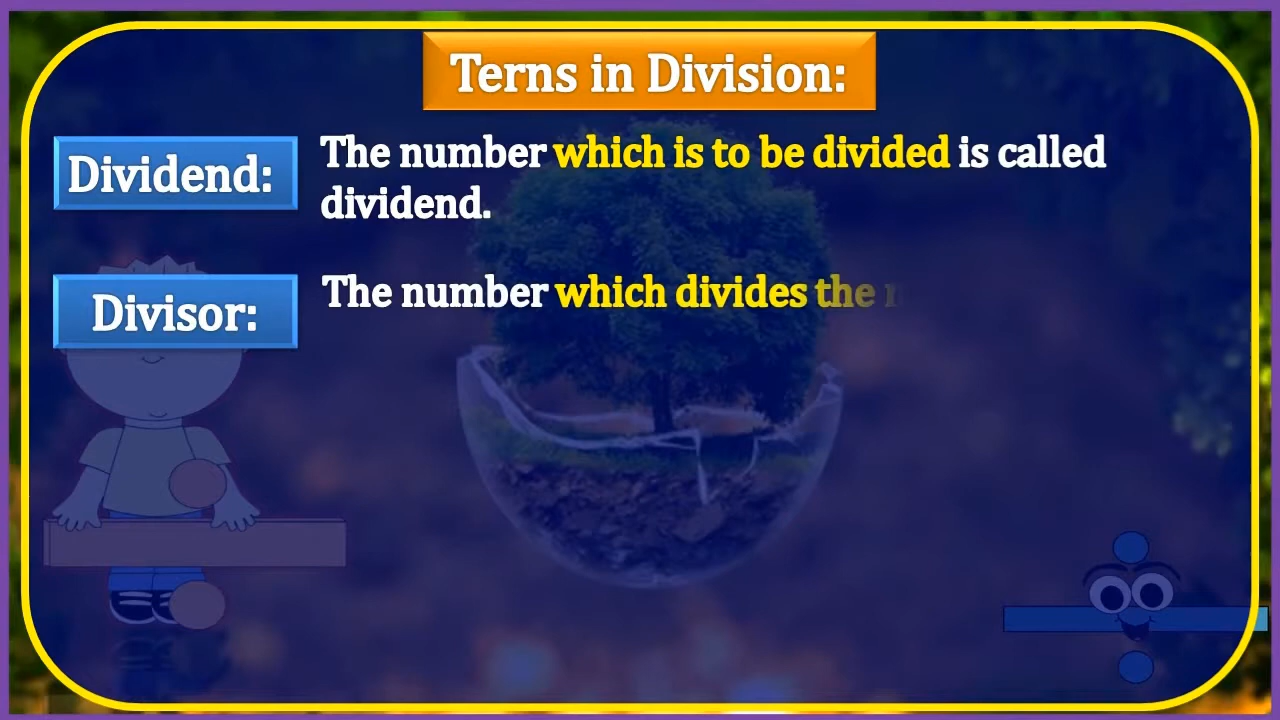 Terns in Division:
Dividend:
The number which is to be divided is called
dividend.
Divisor:
The number which divides the